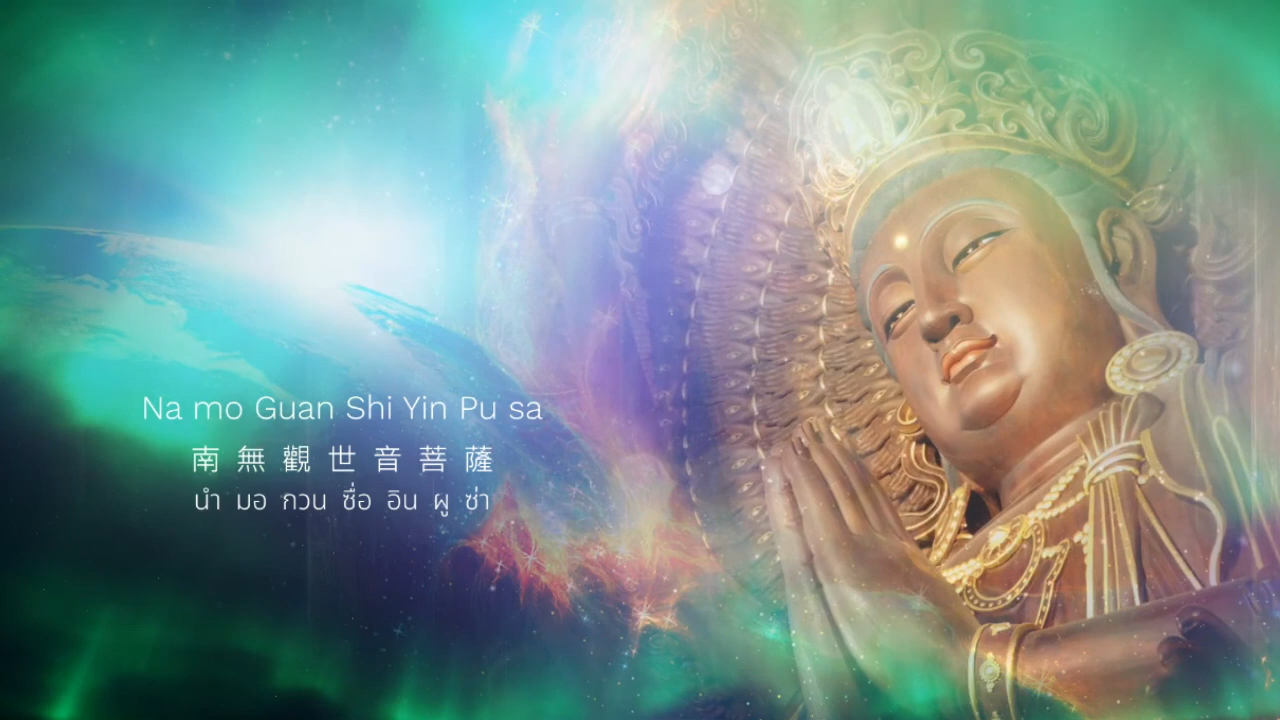 Na mo Guan Shi Yin Pu sa
南 無 觀 世 音 菩 薩
นำ มอ กวน ซื่อ อิน ผู ซ่า